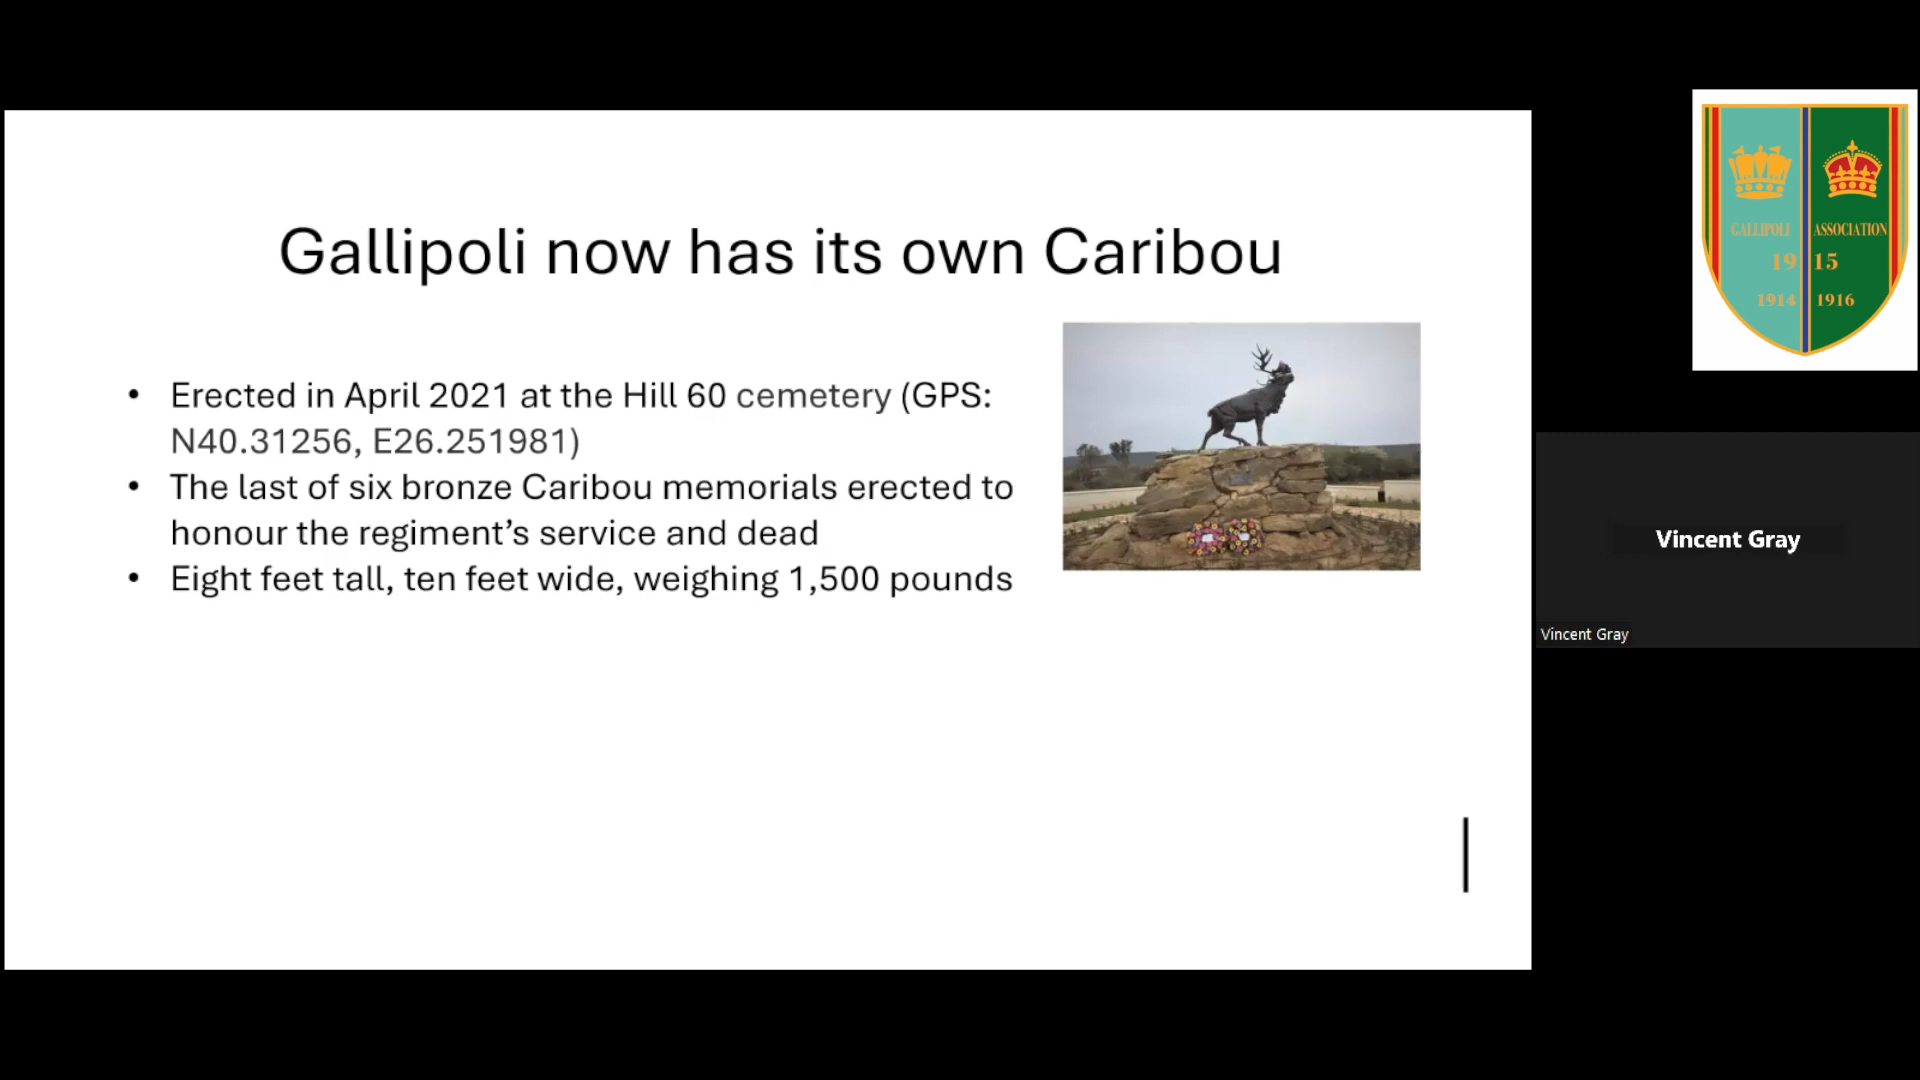 Gallipoli now has its own Caribou
• Erected in April 2021 at the Hill 60 cemetery (GPS:
N40.31256, E26.251981)
• The last of six bronze Caribou memorials erected to
honour the regiment’s service and dead
• Eight feet tall, ten feet wide, weighing 1,500 pounds
GALLIPOLI ASSOCIATION
19 15
1914 1916
Vincent Gray
Vincent Gray